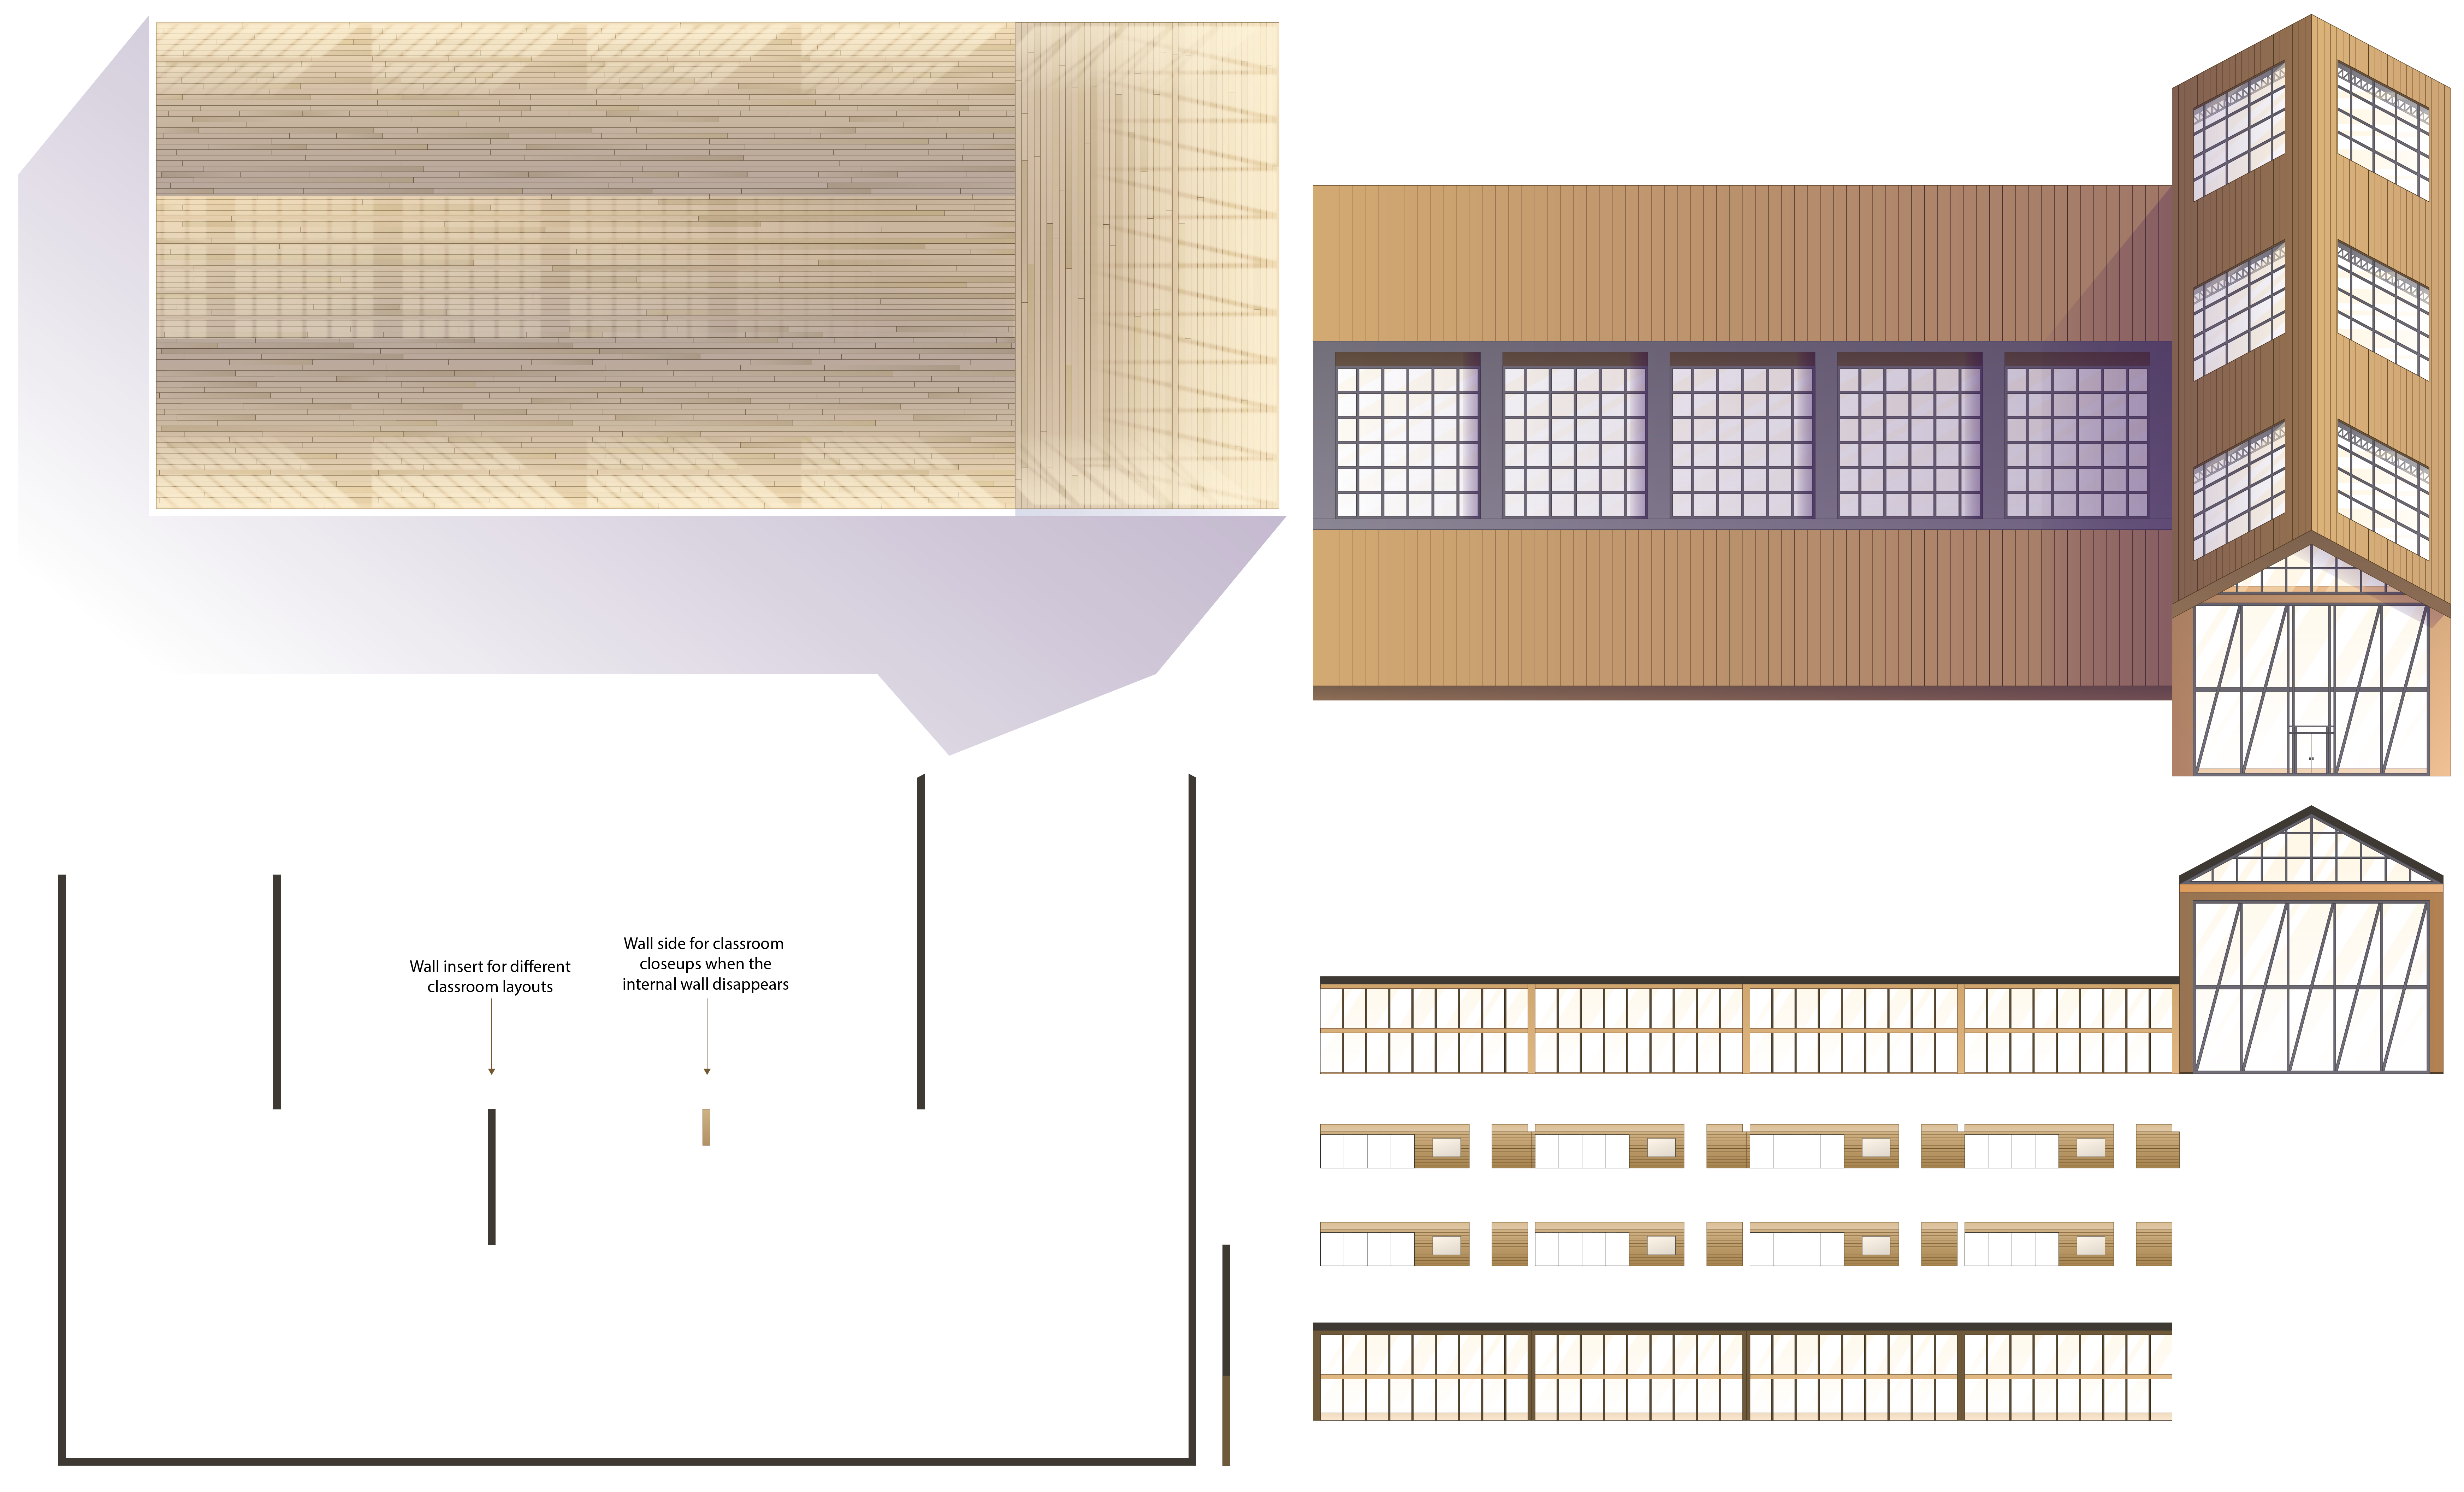 Wall insert for different
classroom layouts
Wall side for classroom
closeups when the
internal wall disappears